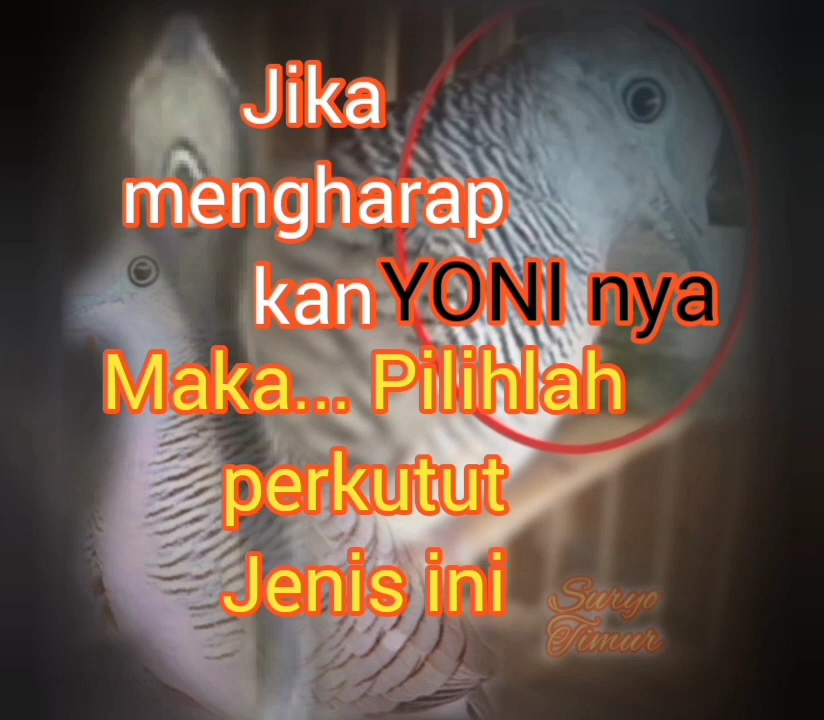 Jika
mengharap
kan YONI nya
Maka... Pilihlah
perkutut
Jenis ini
Suryo
Timur